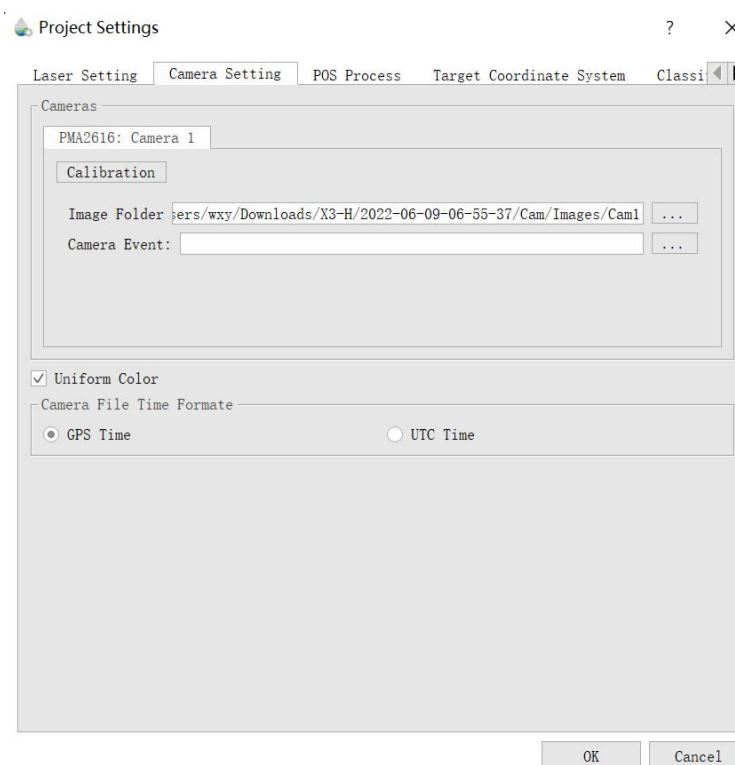 Project Settings ?
Laser Setting Camera Setting POS Process Target Coordinate System Classi
Cameras
PMA2616: Camera 1
Calibration
Image Folder sers/wxy/Downloads/X3-H/2022-06-09-06-55-37/Cam/Images/Cam1 ...
Camera Event: ...
Uniform Color
Camera File Time Formate
GPS Time UTC Time
OK Cancel